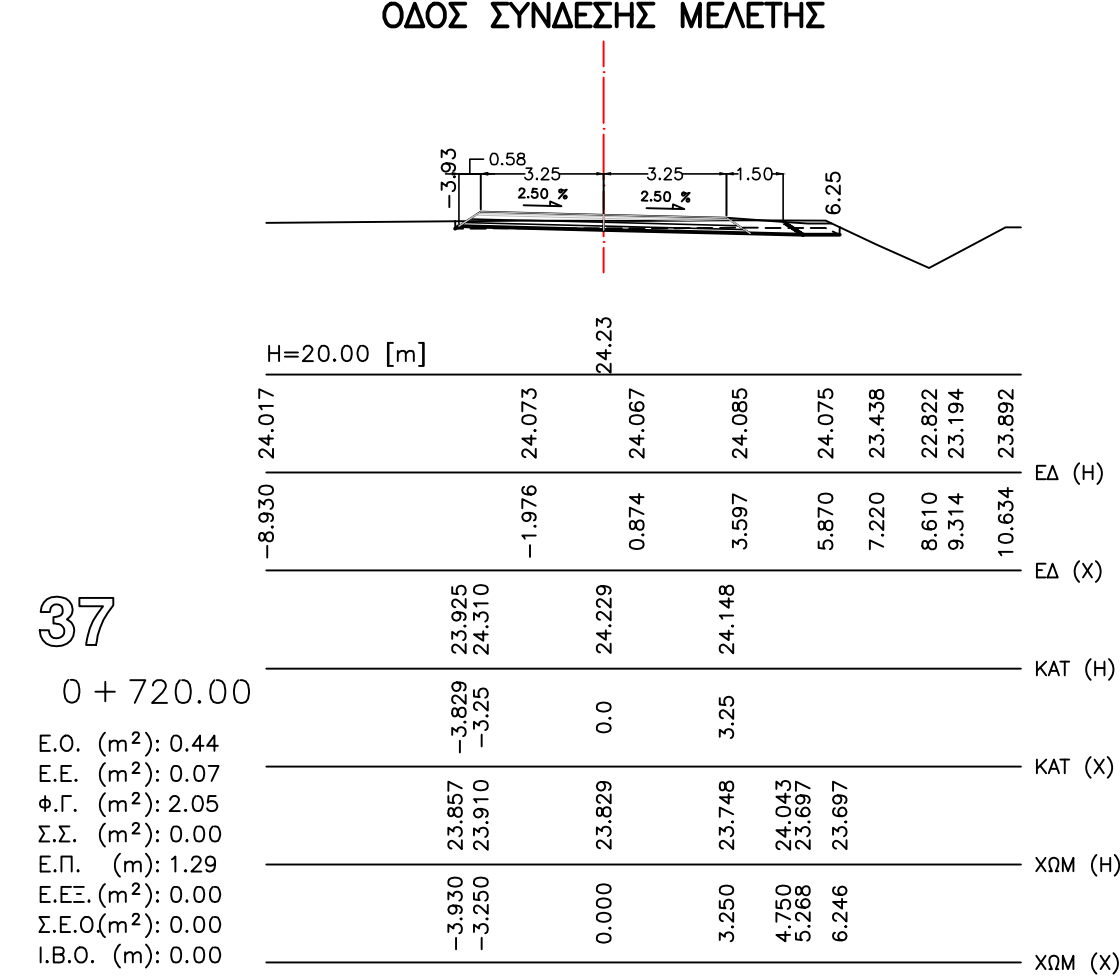 ΟΔΟΣ ΣΥΝΔΕΣΗΣ ΜΕΛΕΤΗΣ
-3.93 0.58 3.25 3.25 1.50 6.25
2.50 % 2.50 %
24.23
H=20.00 [m]
24.017 24.073 24.067 24.085 24.075 23.438 22.822 23.194 23.892
ΕΔ (Η)
-8.930 -1.976 0.874 3.597 5.870 7.220 8.610 9.314 10.634
ΕΔ (Χ)
23.925 24.310 24.229 24.148
ΚΑΤ (Η)
37
0+720.00
-3.829 -3.25 0.0 3.25
ΚΑΤ (Χ)
23.857 23.910 23.829 23.748 24.043 23.697 23.697
ΧΩΜ (Η)
-3.930 -3.250 0.000 3.250 4.750 5.268 6.246
ΧΩΜ (Χ)
Ε.Ο. (m²): 0.44
Ε.Ε. (m²): 0.07
Φ.Γ. (m²): 2.05
Σ.Σ. (m²): 0.00
Ε.Π. (m): 1.29
Ε.ΕΞ.(m²): 0.00
Σ.Ε.Ο.(m²): 0.00
Ι.Β.Ο. (m): 0.00